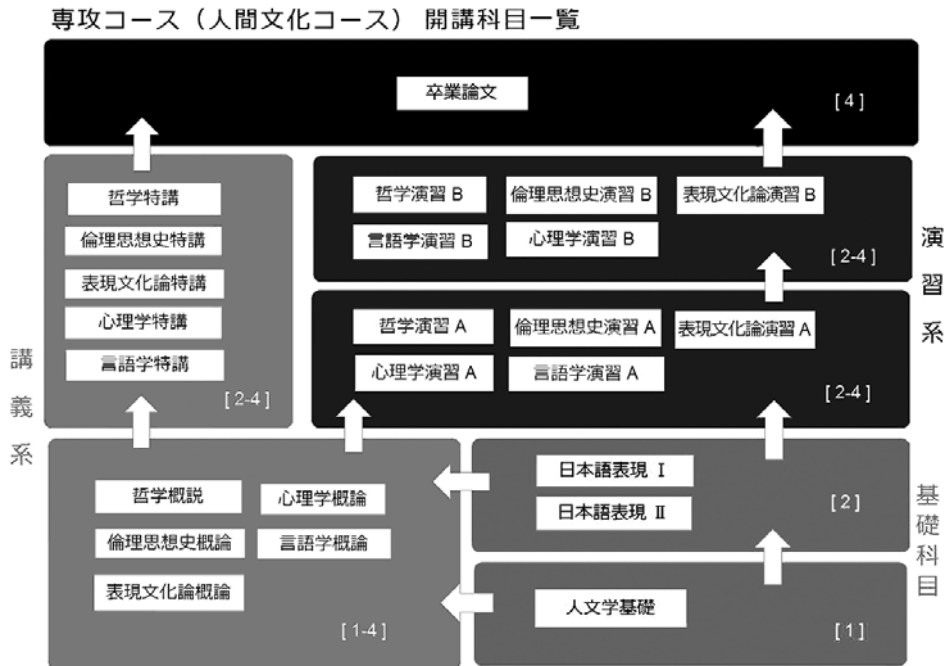 専攻コース（人間文化コース） 開講科目一覧
卒業論文
[ 4 ]
哲学特講
倫理思想史特講
表現文化論特講
心理学特講
言語学特講
[ 2-4 ]
哲学演習 B
倫理思想史演習 B
表現文化論演習 B
言語学演習 B
心理学演習 B
[2-4]
哲学演習 A
倫理思想史演習 A
表現文化論演習 A
心理学演習 A
言語学演習 A
[2-4]
演習系
講義系
哲学概説
心理学概論
倫理思想史概論
言語学概論
表現文化論概論
[ 1-4 ]
日本語表現 Ⅰ
日本語表現 Ⅱ
[ 2 ]
人文学基礎
[ 1 ]
基礎科目